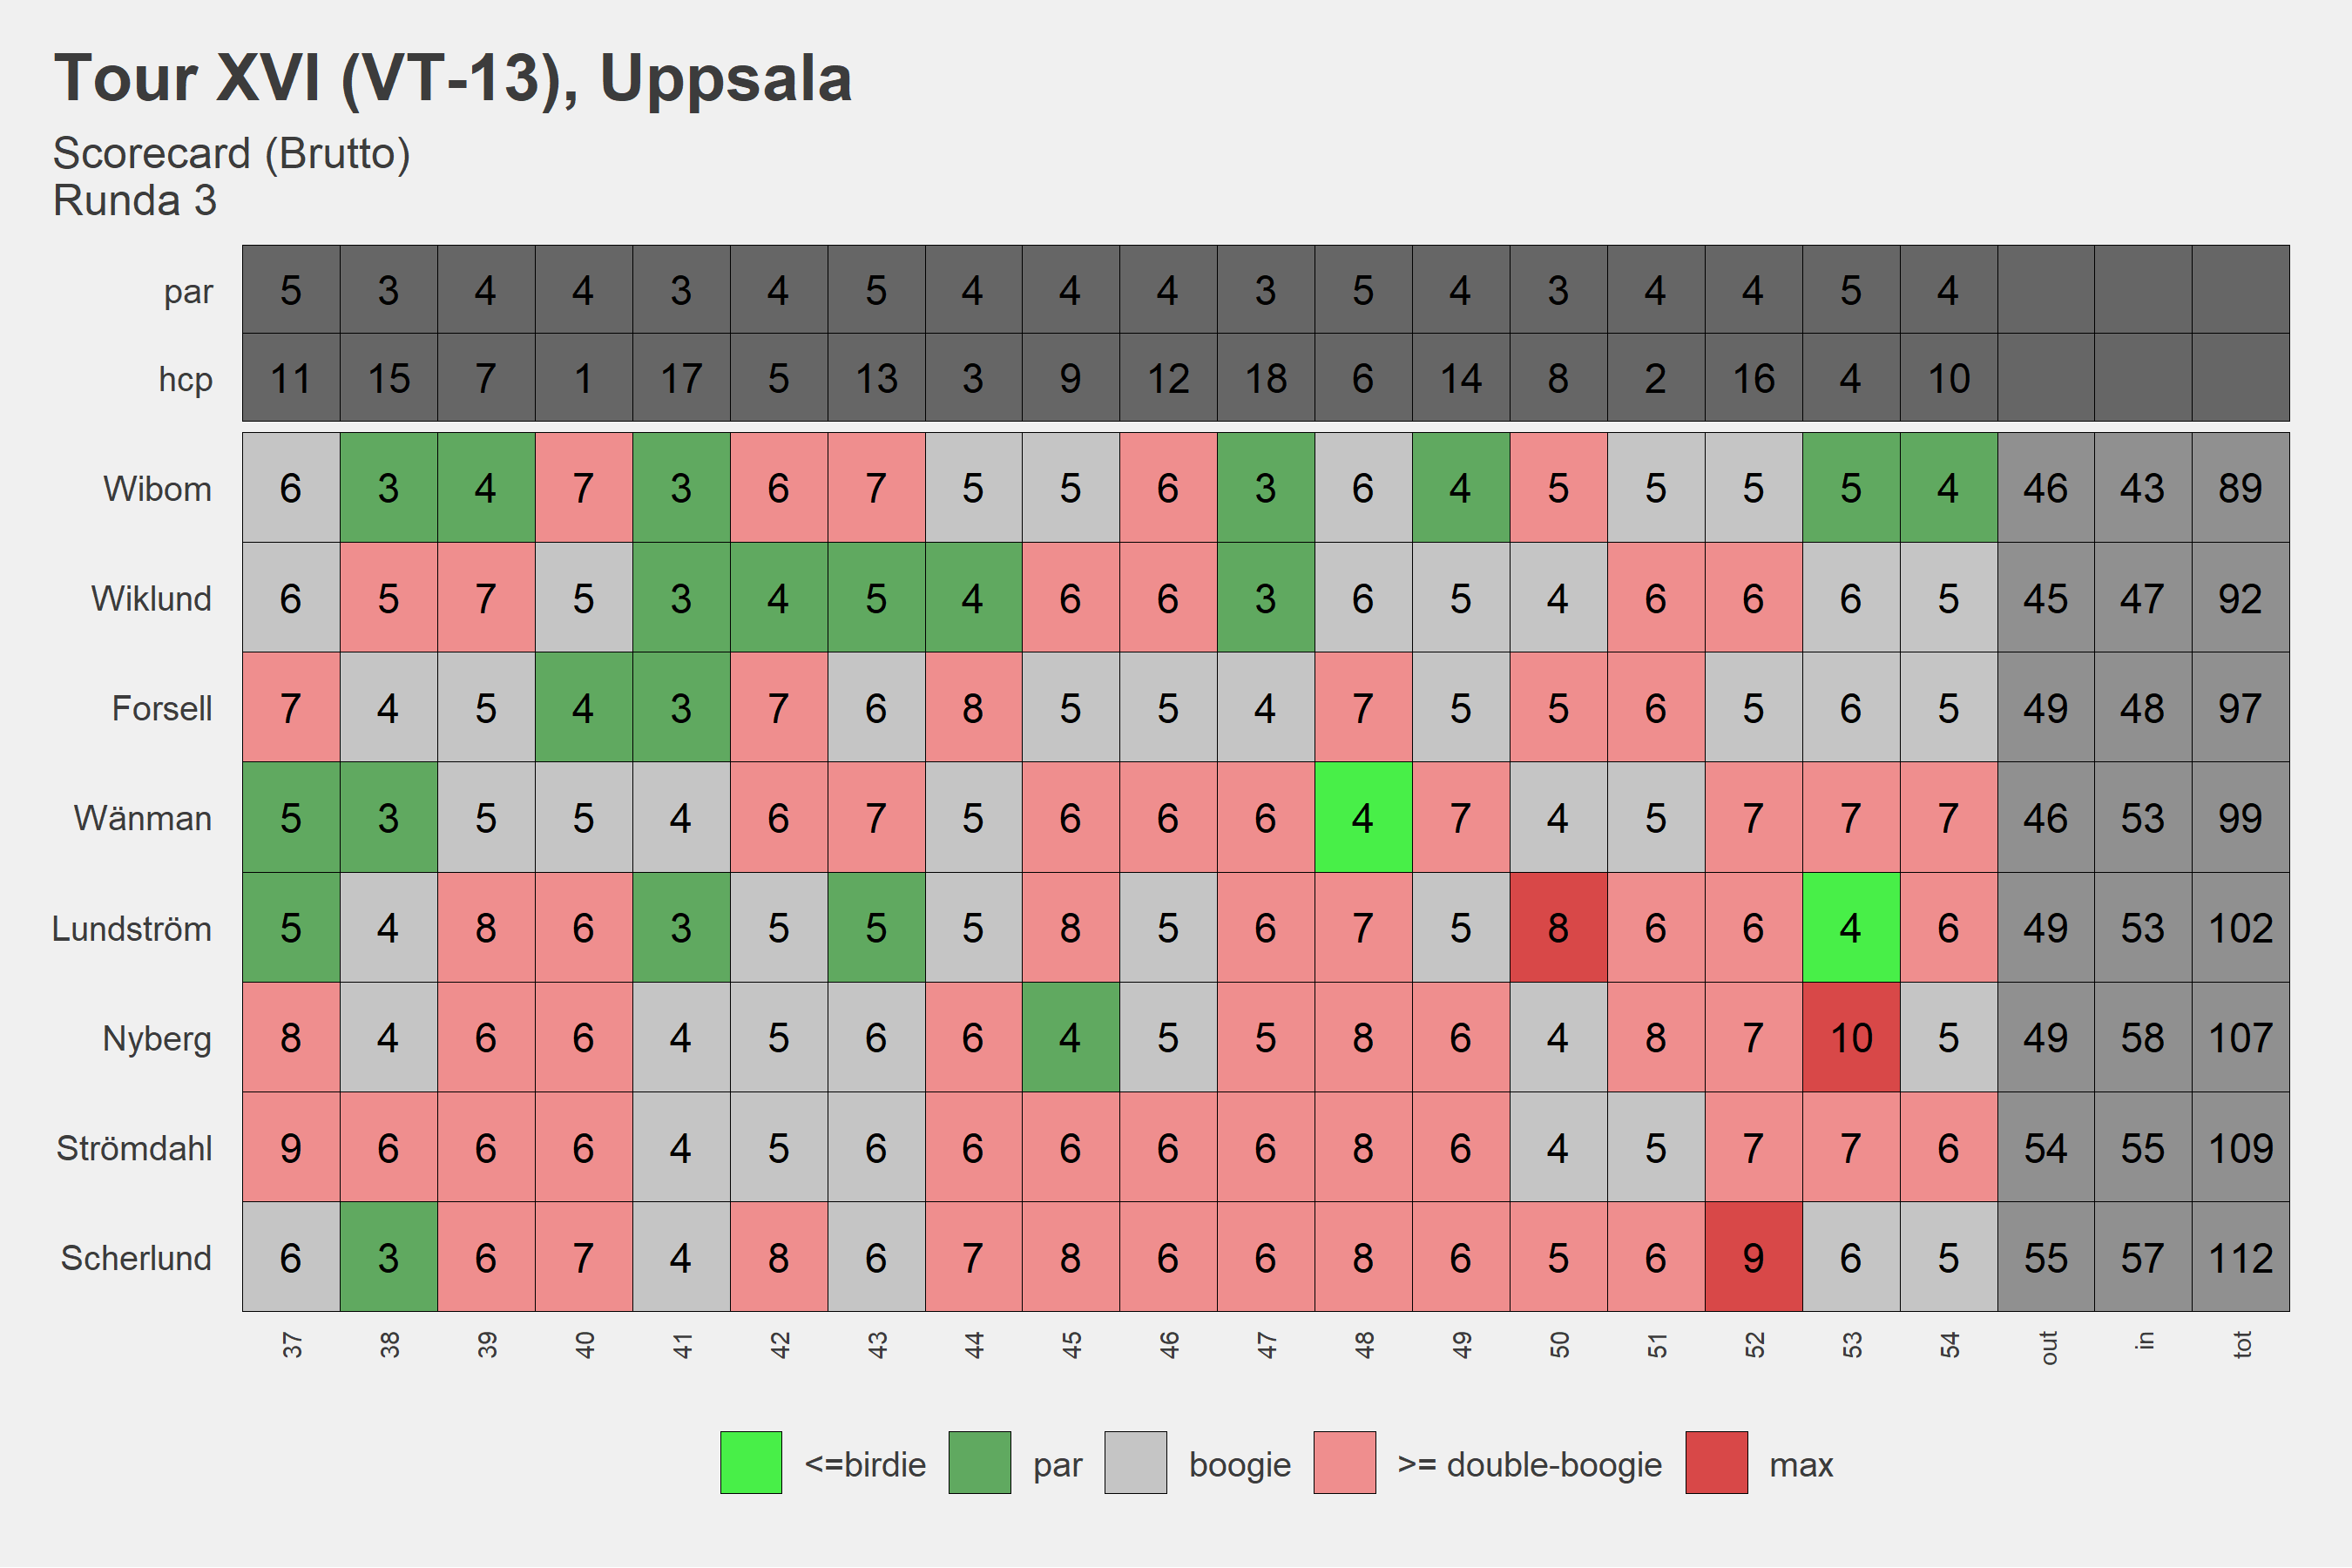 Tour XVI (VT-13), Uppsala
Scorecard (Brutto)
Runda 3
par 5 3 4 4 3 4 5 4 4 4 3 5 4 3 4 4 5 4
hcp 11 15 7 1 17 5 13 3 9 12 18 6 14 8 2 16 4 10
Wibom 6 3 4 7 3 6 7 5 5 6 3 6 4 5 5 5 5 4 46 43 89
Wiklund 6 5 7 5 3 4 5 4 6 6 3 6 5 4 6 6 6 5 45 47 92
Forsell 7 4 5 4 3 7 6 8 5 5 4 7 5 5 6 5 6 5 49 48 97
Wänman 5 3 5 5 4 6 7 5 6 6 6 4 7 4 5 7 7 7 46 53 99
Lundström 5 4 8 6 3 5 5 5 8 5 6 7 5 8 6 6 4 6 49 53 102
Nyberg 8 4 6 6 4 5 6 6 4 5 5 8 6 4 8 7 10 5 49 58 107
Strömdahl 9 6 6 6 4 5 6 6 6 6 6 8 6 4 5 7 7 6 54 55 109
Scherlund 6 3 6 7 4 8 6 7 8 6 6 8 6 5 6 9 6 5 55 57 112
37 38 39 40 41 42 43 44 45 46 47 48 49 50 51 52 53 54 out in tot
<=birdie par boogie >= double-boogie max